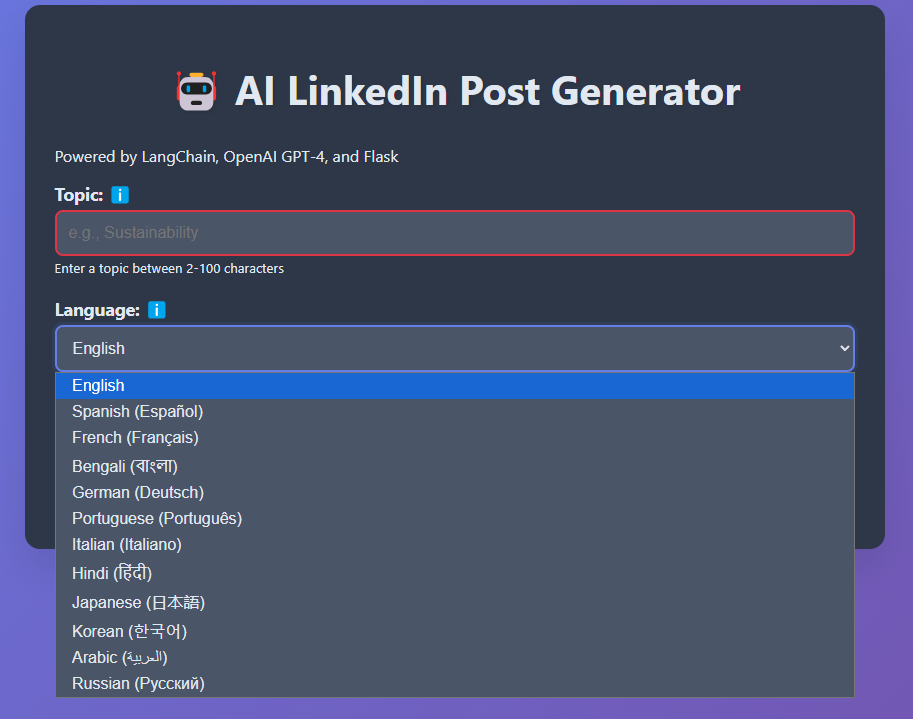 AI LinkedIn Post Generator
Powered by LangChain, OpenAI GPT-4, and Flask
Topic: i
e.g., Sustainability
Enter a topic between 2-100 characters
Language: i
English
English
Spanish (Español)
French (Français)
Bengali (বাংলা)
German (Deutsch)
Portuguese (Português)
Italian (Italiano)
Hindi (हिंदी)
Japanese (日本語)
Korean (한국어)
Arabic (العربية)
Russian (Русский)